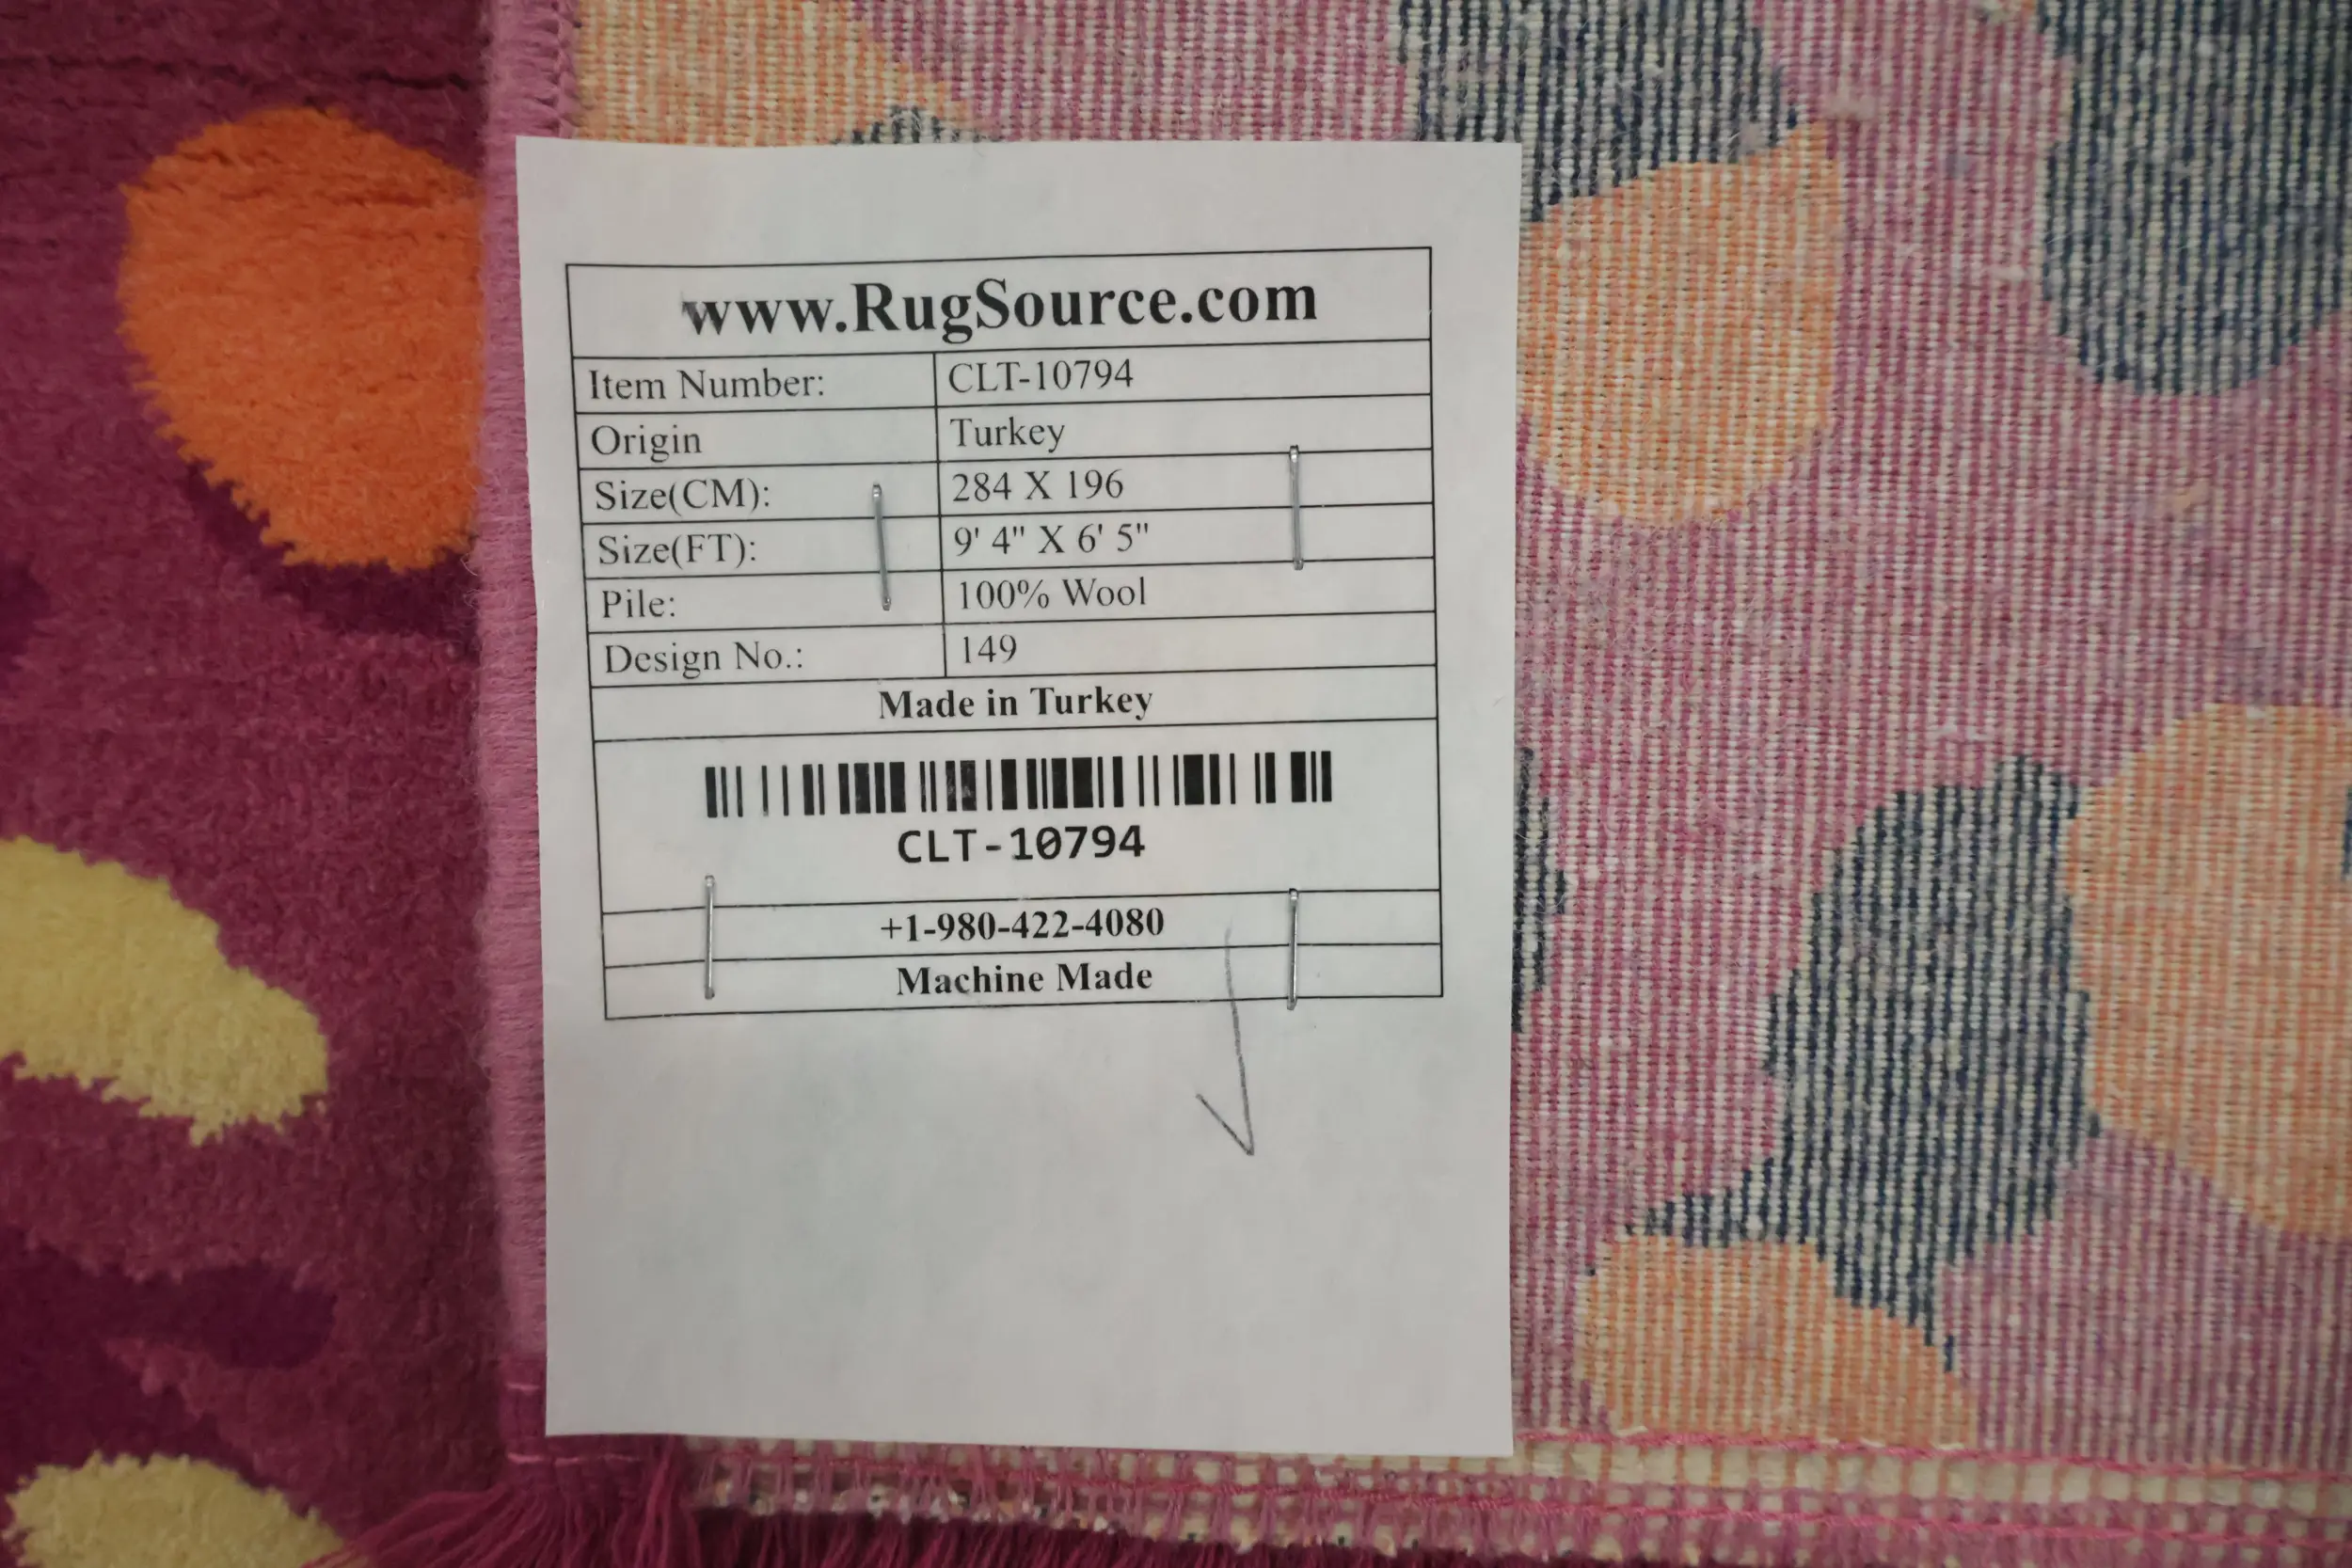 www.RugSource.com
Item Number: CLT-10794
Origin Turkey
Size(CM): 284 X 196
Size(FT): 9' 4" X 6' 5"
Pile: 100% Wool
Design No.: 149
Made in Turkey
CLT-10794
+1-980-422-4080
Machine Made